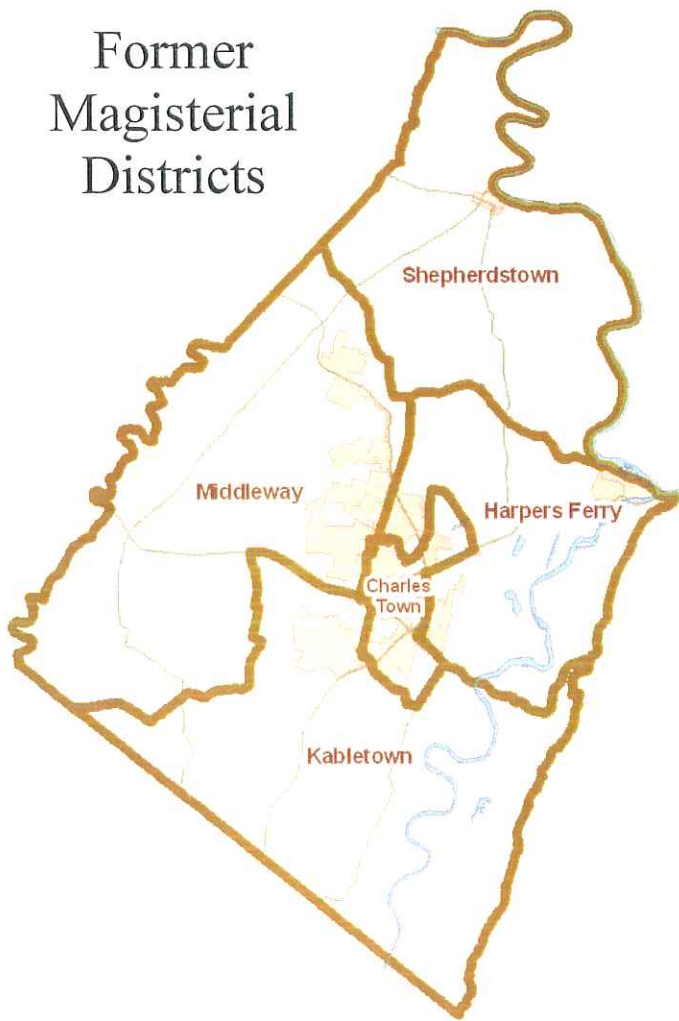 Former
Magisterial
Districts
Shepherdstown
Middleway
Harpers Ferry
Charles
Town
Kabletown